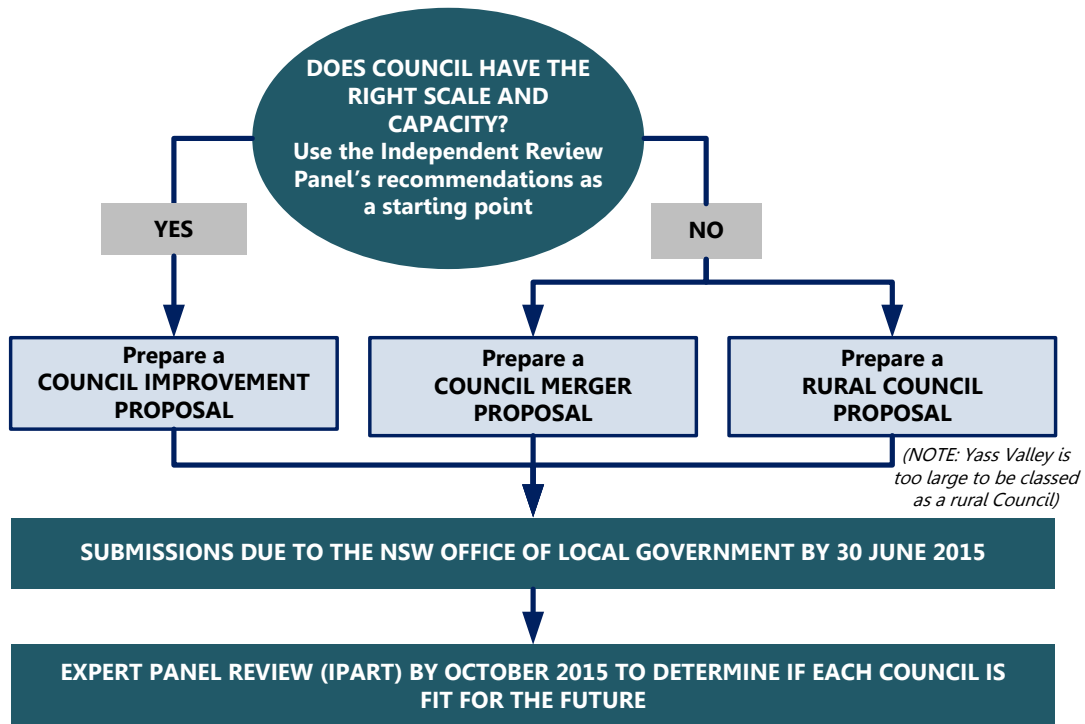 DOES COUNCIL HAVE THE
RIGHT SCALE AND
CAPACITY?
Use the Independent Review
Panel's recommendations as
a starting point
YES
NO
Prepare a
COUNCIL IMPROVEMENT
PROPOSAL
Prepare a
COUNCIL MERGER
PROPOSAL
Prepare a
RURAL COUNCIL
PROPOSAL
(NOTE: Yass Valley is
too large to be classed
as a rural Council)
SUBMISSIONS DUE TO THE NSW OFFICE OF LOCAL GOVERNMENT BY 30 JUNE 2015
EXPERT PANEL REVIEW (IPART) BY OCTOBER 2015 TO DETERMINE IF EACH COUNCIL IS
FIT FOR THE FUTURE